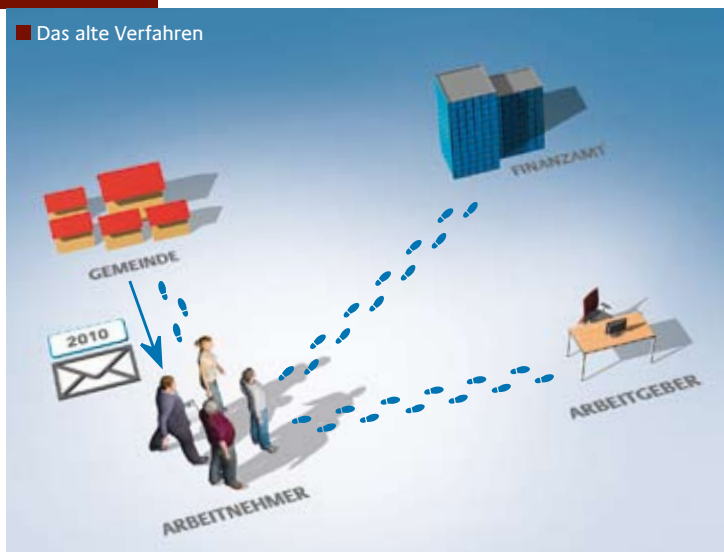 Das alte Verfahren
FINANZAMT
GEMEINDE
2010
ARBEITGEBER
ARBEITNEHMER